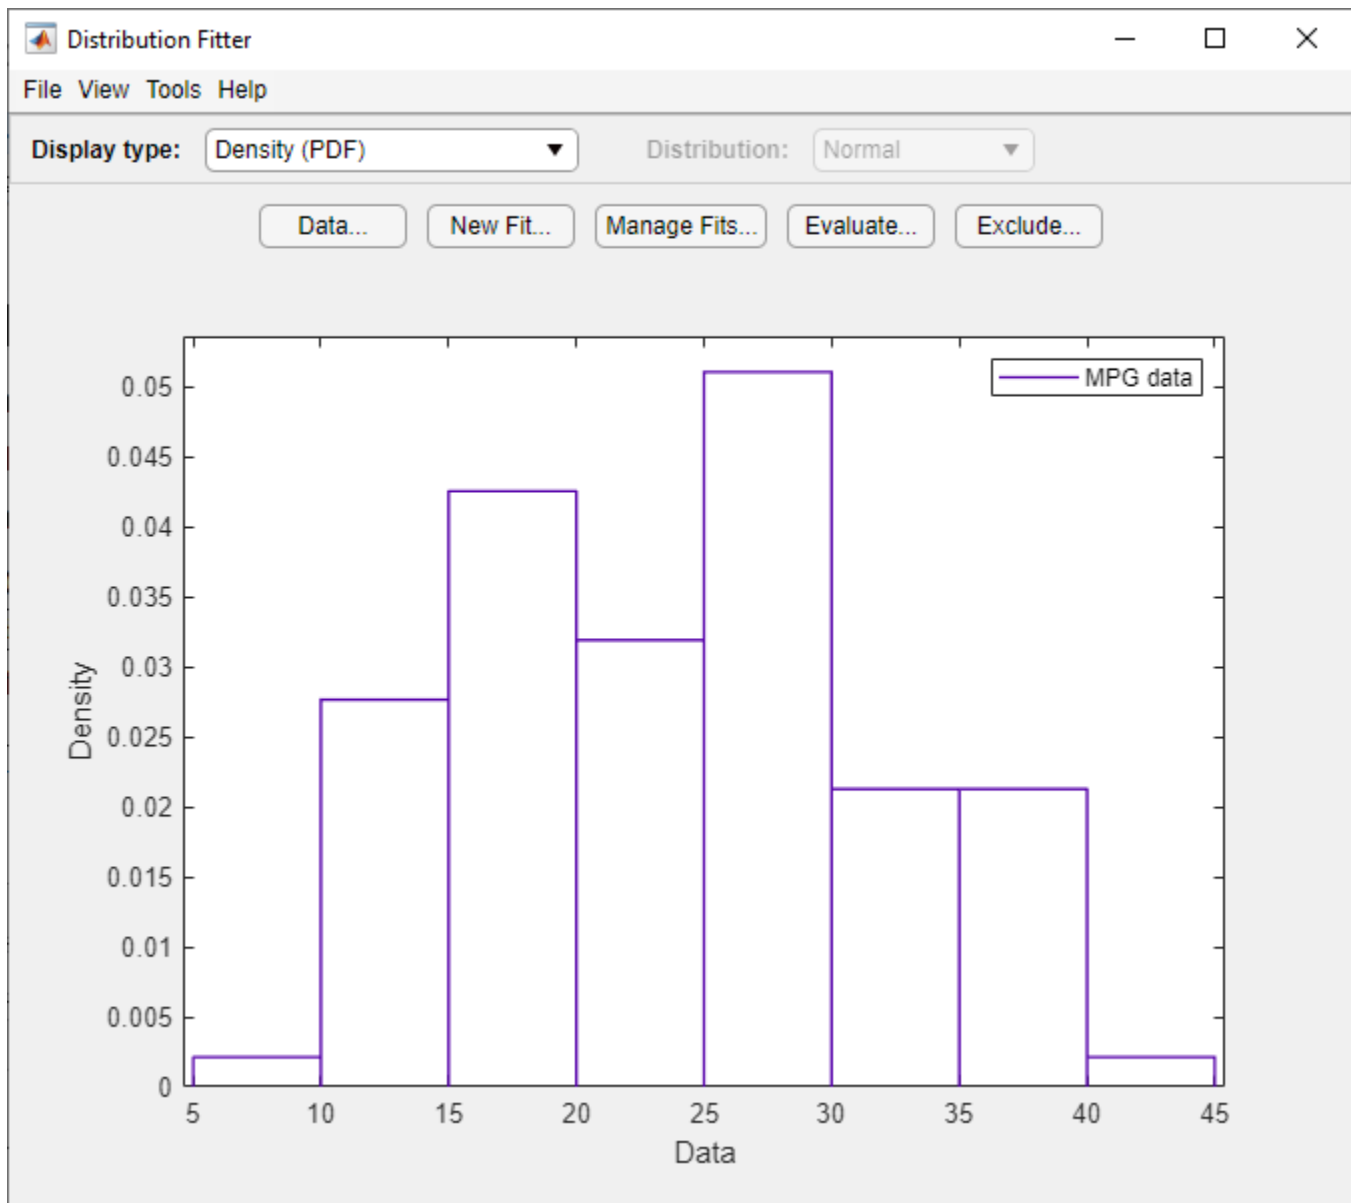 Distribution Fitter
File View Tools Help
Display type: Density (PDF) Distribution: Normal
Data... New Fit... Manage Fits... Evaluate... Exclude...
MPG data
0.05
0.045
0.04
0.035
0.03
0.025
0.02
0.015
0.01
0.005
0
Density
5 10 15 20 25 30 35 40 45
Data